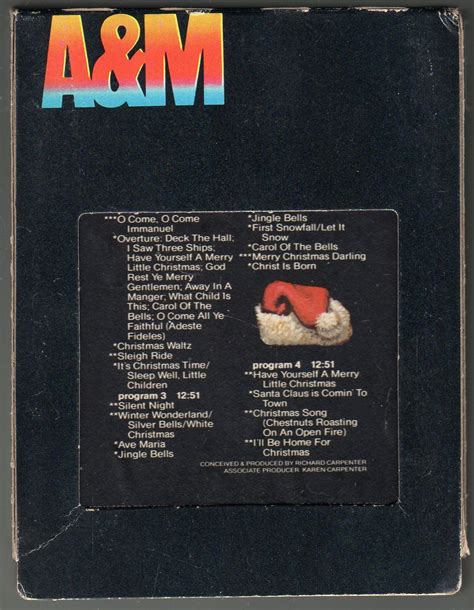 A&M
***O Come, O Come
Immanuel
*Overture: Deck The Hall;
I Saw Three Ships;
Have Yourself A Merry
Little Christmas; God
Rest Ye Merry
Gentlemen; Away In A
Manger; What Child Is
This; Carol Of The
Bells; O Come All Ye
Faithful (Adeste
Fideles)
*Christmas Waltz
**Sleigh Ride
*It's Christmas Time/
Sleep Well, Little
Children
program 3 12:51
**Silent Night
**Winter Wonderland/
Silver Bells/White
Christmas
*Ave Maria
*Jingle Bells
*Jingle Bells
*First Snowfall/Let It
Snow
*Carol Of The Bells
***Merry Christmas Darling
*Christ Is Born
program 4 12:51
**Have Yourself A Merry
Little Christmas
*Santa Claus is Comin' To
Town
**Christmas Song
(Chestnuts Roasting
On An Open Fire)
**I'll Be Home For
Christmas
CONCEIVED & PRODUCED BY RICHARD CARPENTER
ASSOCIATE PRODUCER KAREN CARPENTER